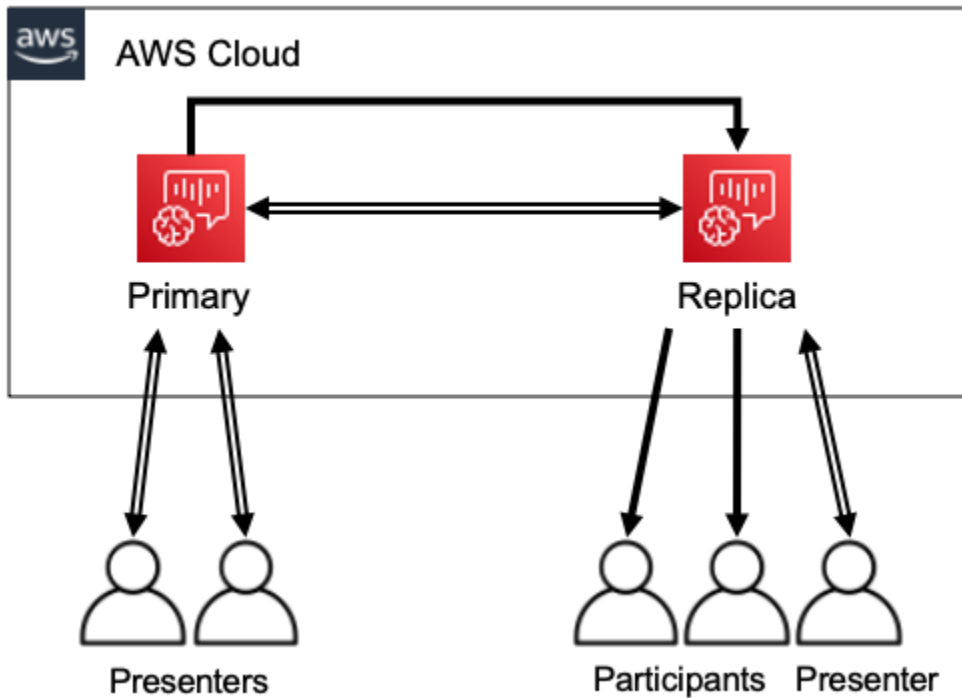 aws
AWS Cloud
Primary
Replica
Presenters
Participants
Presenter